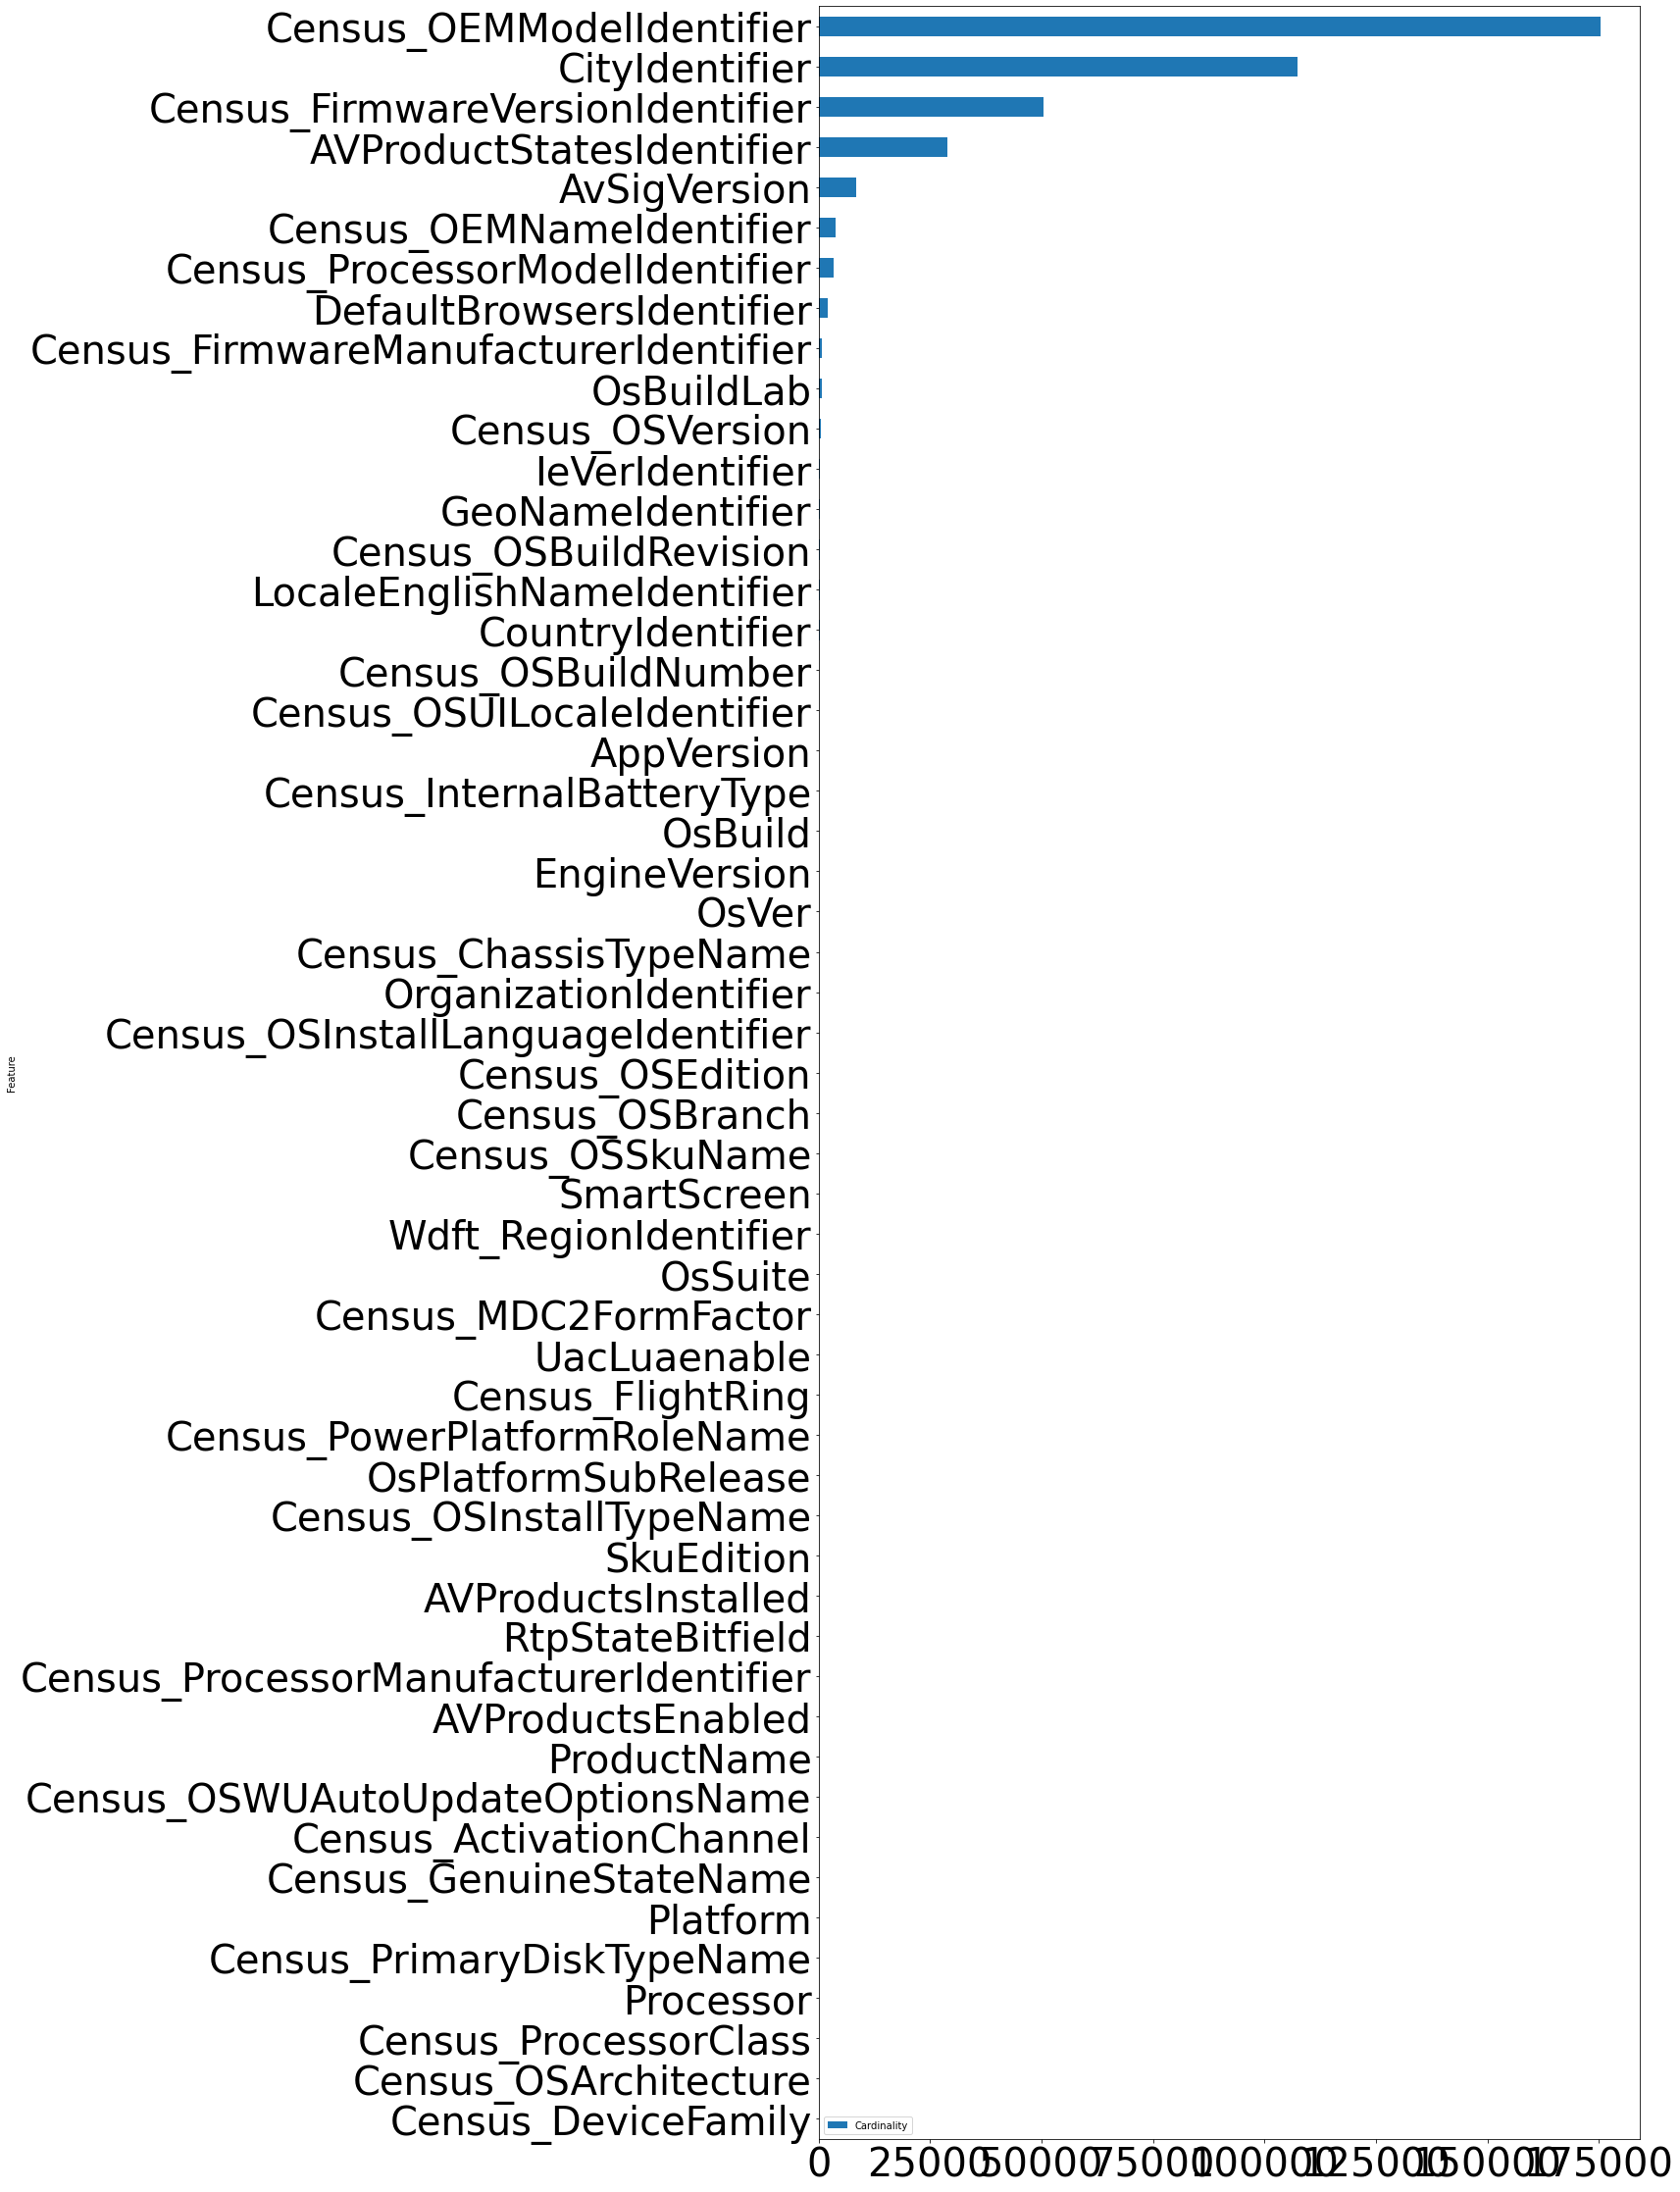 Census_OEMModelIdentifier
CityIdentifier
Census_FirmwareVersionIdentifier
AVProductStatesIdentifier
AvSigVersion
Census_OEMNameIdentifier
Census_ProcessorModelIdentifier
DefaultBrowsersIdentifier
Census_FirmwareManufacturerIdentifier
OsBuildLab
Census_OSVersion
IeVerIdentifier
GeoNameIdentifier
Census_OSBuildRevision
LocaleEnglishNameIdentifier
CountryIdentifier
Census_OSBuildNumber
Census_OSUILocaleIdentifier
AppVersion
Census_InternalBatteryType
OsBuild
EngineVersion
OsVer
Census_ChassisTypeName
OrganizationIdentifier
Census_OSInstallLanguageIdentifier
Feature
Census_OSEdition
Census_OSBranch
Census_OSSkuName
SmartScreen
Wdft_RegionIdentifier
OsSuite
Census_MDC2FormFactor
UacLuaenable
Census_FlightRing
Census_PowerPlatformRoleName
OsPlatformSubRelease
Census_OSInstallTypeName
SkuEdition
AVProductsInstalled
RtpStateBitfield
Census_ProcessorManufacturerIdentifier
AVProductsEnabled
ProductName
Census_OSWUAutoUpdateOptionsName
Census_ActivationChannel
Census_GenuineStateName
Platform
Census_PrimaryDiskTypeName
Processor
Census_ProcessorClass
Census_OSArchitecture
Census_DeviceFamily
Cardinality
0 25000 50000 75000 100000 125000 150000 175000